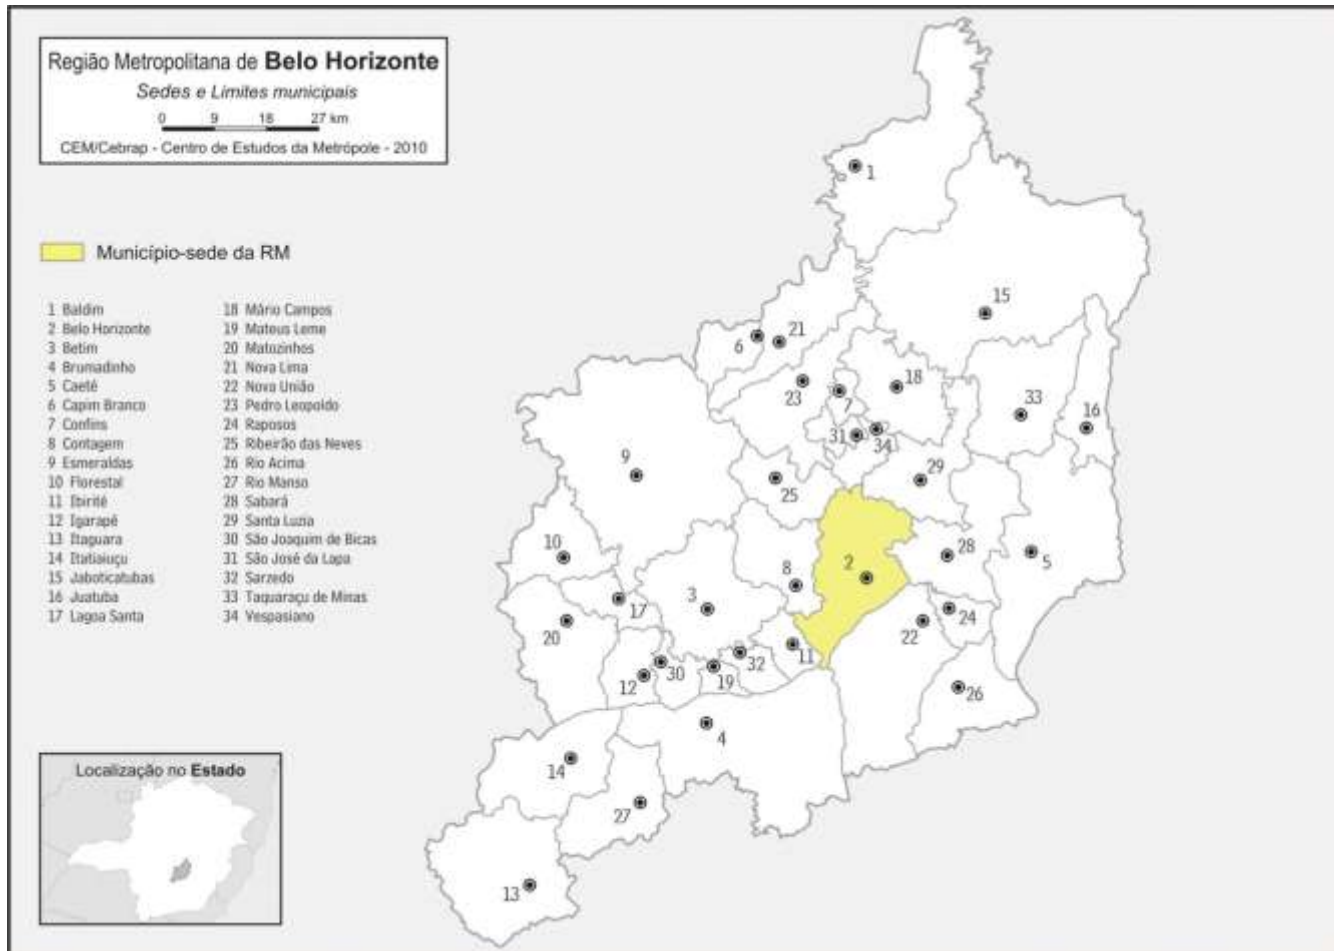 Região Metropolitana de Belo Horizonte
Sedes e Limites municipais
0 9 18 27 km
CEM/Cebrap - Centro de Estudos da Metrópole - 2010
Município-sede da RM
1 Baldim
2 Belo Horizonte
3 Betim
4 Brumadinho
5 Caeté
6 Capim Branco
7 Confins
8 Contagem
9 Esmeraldas
10 Florestal
11 Ibirité
12 Igarapé
13 Itaguara
14 Itatiaiuçu
15 Jaboticatubas
16 Juatuba
17 Lagoa Santa
18 Mário Campos
19 Mateus Leme
20 Matozinhos
21 Nova Lima
22 Nova União
23 Pedro Leopoldo
24 Raposos
25 Ribeirão das Neves
26 Rio Acima
27 Rio Manso
28 Sabará
29 Santa Luzia
30 São Joaquim de Bicas
31 São José da Lapa
32 Sarzedo
33 Taquaraçu de Minas
34 Vespasiano
Localização no Estado
1
15
6
21
23
7
18
33
16
31
34
9
25
29
10
8
2
28
5
17
3
20
22
24
11
12
30
19
32
26
4
14
27
13